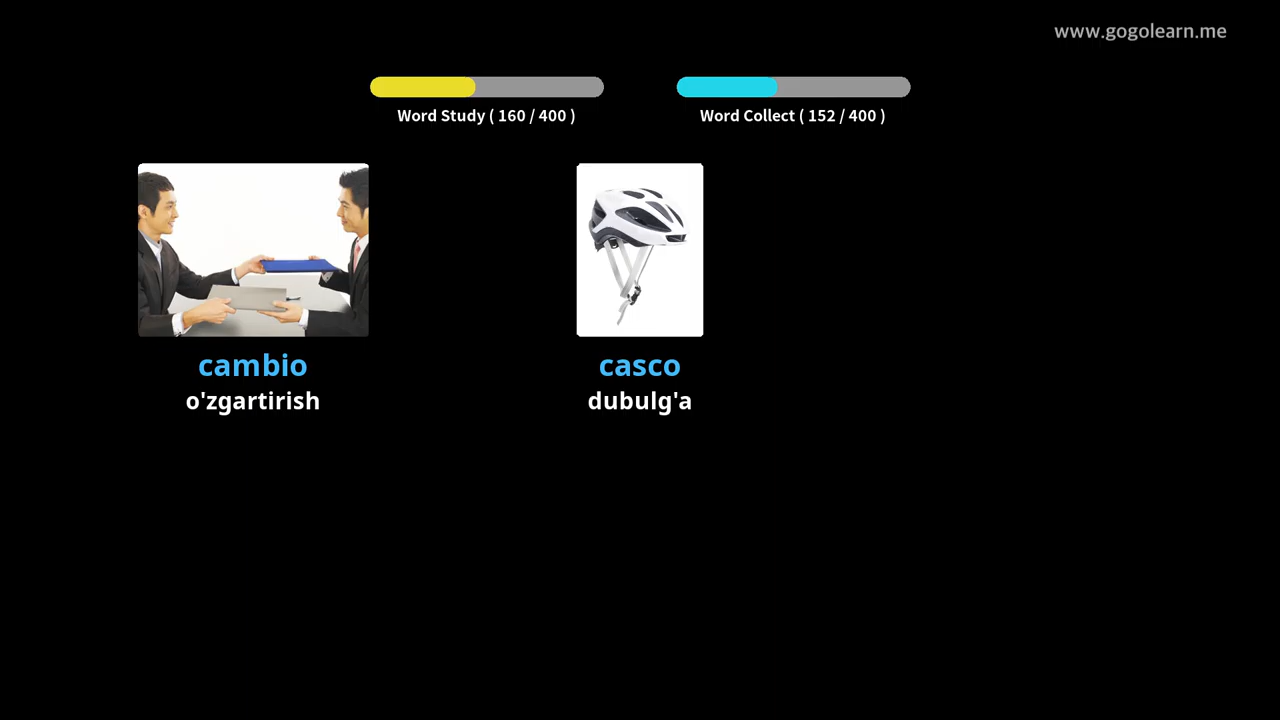 www.gogolearn.me
Word Study ( 160 / 400 )
Word Collect ( 152 / 400 )
cambio
o'zgartirish
casco
dubulg'a